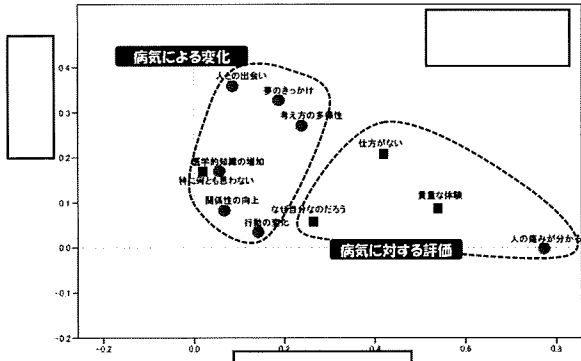 病気による変化
人との出会い
夢のきっかけ
考え方の多様性
医学的知識の増加
特に何とも思わない
関係性の向上
行動の変化
仕方がない
貴重な体験
なぜ自分なのだろう
人の痛みが分かる
病気に対する評価
0.4
0.3
0.2
0.1
0.0
-0.1
-0.2
-0.2
0.0
0.2
0.4
0.6
0.8